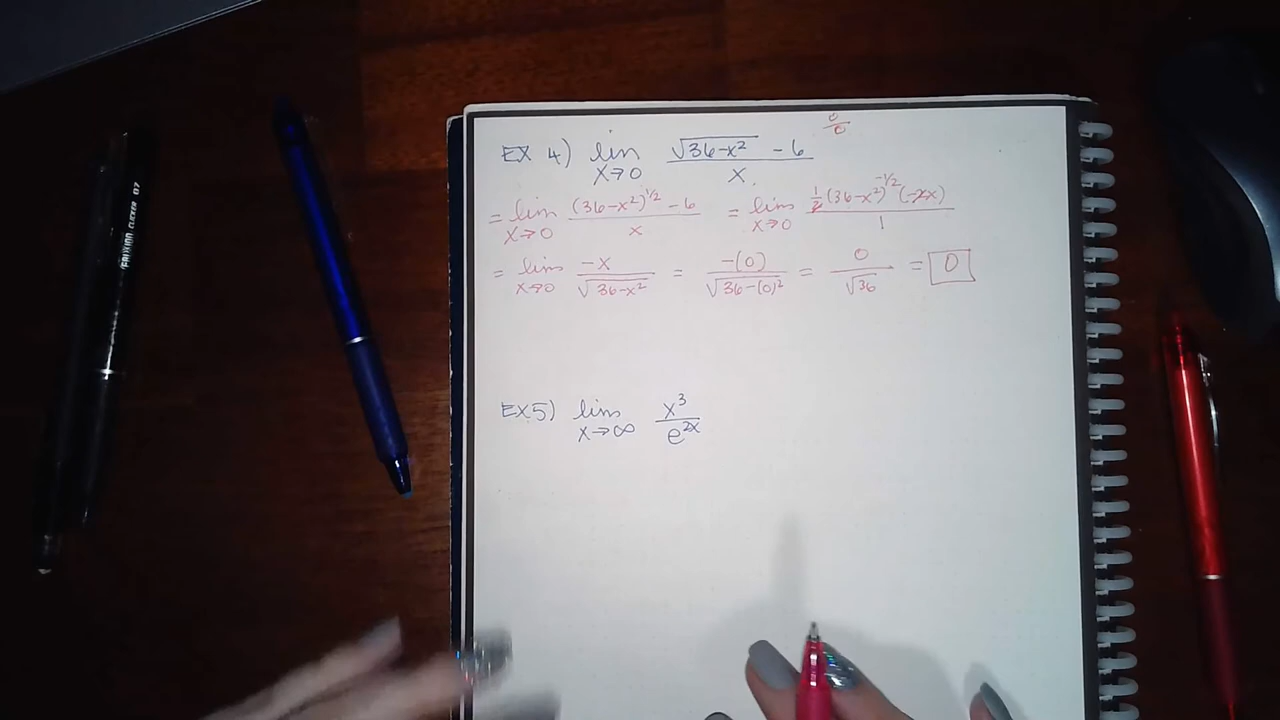 0/0
EX 4) lim x→0 (√(36-x²) - 6)/x
= lim x→0 ((36-x²)^(1/2) - 6)/x = lim x→0 (1/2 (36-x²)^(-1/2) (-2x))/1
= lim x→0 -x/√(36-x²) = -(0)/√(36-(0)²) = 0/√36 = 0
EX 5) lim x→∞ x³/e^(2x)